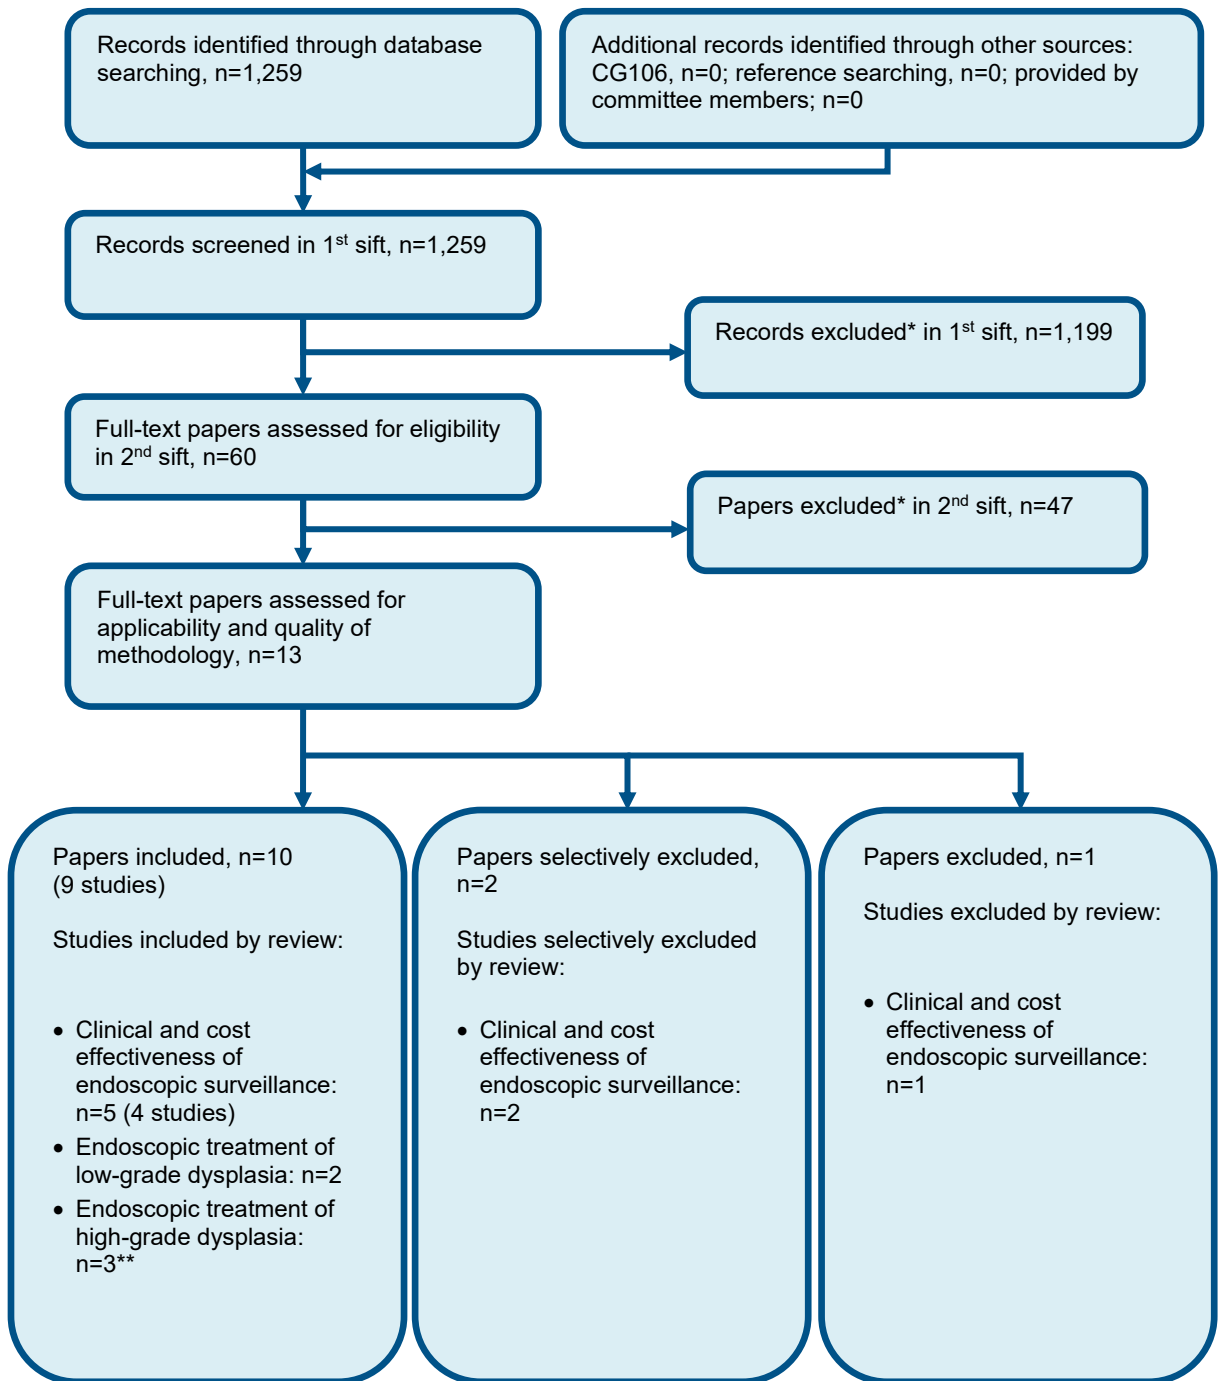 Records identified through database
searching, n=1,259
Additional records identified through other sources:
CG106, n=0; reference searching, n=0; provided by
committee members; n=0
Records screened in 1st sift, n=1,259
Records excluded* in 1st sift, n=1,199
Full-text papers assessed for eligibility
in 2nd sift, n=60
Papers excluded* in 2nd sift, n=47
Full-text papers assessed for
applicability and quality of
methodology, n=13
Papers included, n=10
(9 studies)
Studies included by review:
• Clinical and cost
effectiveness of
endoscopic surveillance:
n=5 (4 studies)
• Endoscopic treatment of
low-grade dysplasia: n=2
• Endoscopic treatment of
high-grade dysplasia:
n=3**
Papers selectively excluded,
n=2
Studies selectively excluded
by review:
• Clinical and cost
effectiveness of
endoscopic surveillance:
n=2
Papers excluded, n=1
Studies excluded by review:
• Clinical and cost
effectiveness of
endoscopic surveillance:
n=1